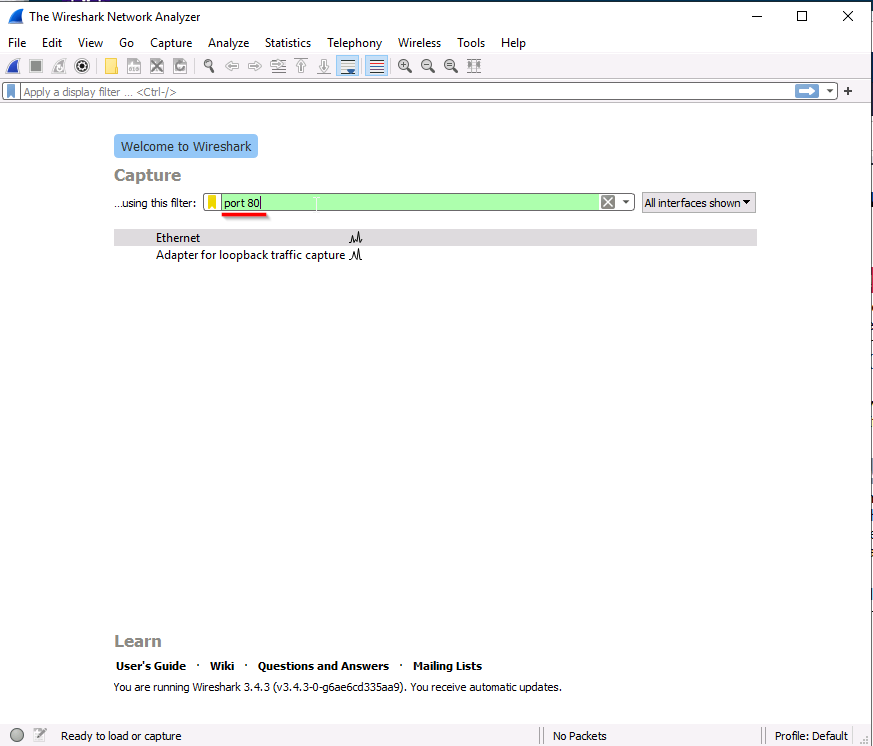 The Wireshark Network Analyzer
File Edit View Go Capture Analyze Statistics Telephony Wireless Tools Help
Apply a display filter ... <Ctrl-/>
Welcome to Wireshark
Capture
...using this filter: port 80 All interfaces shown
Ethernet
Adapter for loopback traffic capture
Learn
User's Guide · Wiki · Questions and Answers · Mailing Lists
You are running Wireshark 3.4.3 (v3.4.3-0-g6ae6cd335aa9). You receive automatic updates.
Ready to load or capture No Packets Profile: Default